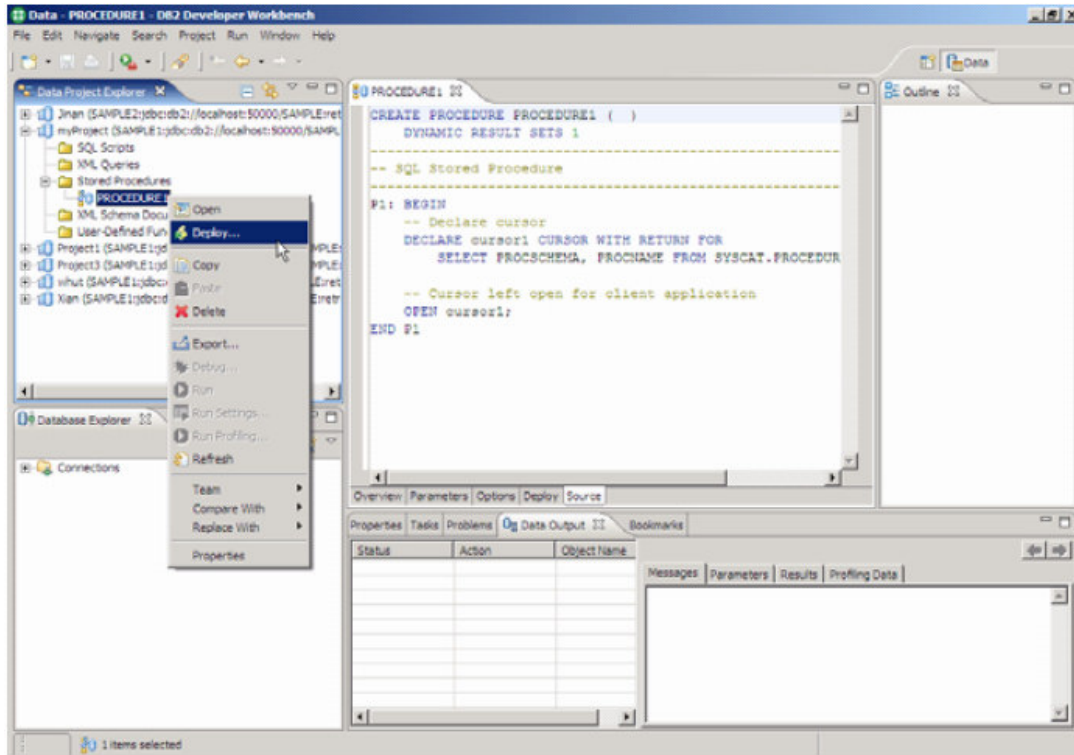 Data - PROCEDURE1 - DB2 Developer Workbench
File Edit Navigate Search Project Run Window Help
Data
Data Project Explorer
Jinan (SAMPLE2:jdbc:db2://localhost:50000/SAMPLE:ret
myProject (SAMPLE1:jdbc:db2://localhost:50000/SAMPL
SQL Scripts
XML Queries
Stored Procedures
PROCEDURE1
XML Schema Docu
User-Defined Fun
Project1 (SAMPLE1:jd
Project3 (SAMPLE1:jd
whut (SAMPLE1:jdbc:
Xian (SAMPLE1:jdbc:d
Open
Deploy...
Copy
Paste
Delete
Export...
Debug...
Run
Run Settings...
Run Profiling...
Refresh
Team
Compare With
Replace With
Properties
Database Explorer
Connections
PROCEDURE1
CREATE PROCEDURE PROCEDURE1 ( )
DYNAMIC RESULT SETS 1
------------------------------------------------------------------------
-- SQL Stored Procedure
------------------------------------------------------------------------
P1: BEGIN
-- Declare cursor
DECLARE cursor1 CURSOR WITH RETURN FOR
SELECT PROCSCHEMA, PROCNAME FROM SYSCAT.PROCEDUR
-- Cursor left open for client application
OPEN cursor1;
END P1
Overview Parameters Options Deploy Source
Outline
Properties Tasks Problems Data Output Bookmarks
Status Action Object Name
Messages Parameters Results Profiling Data
1 items selected